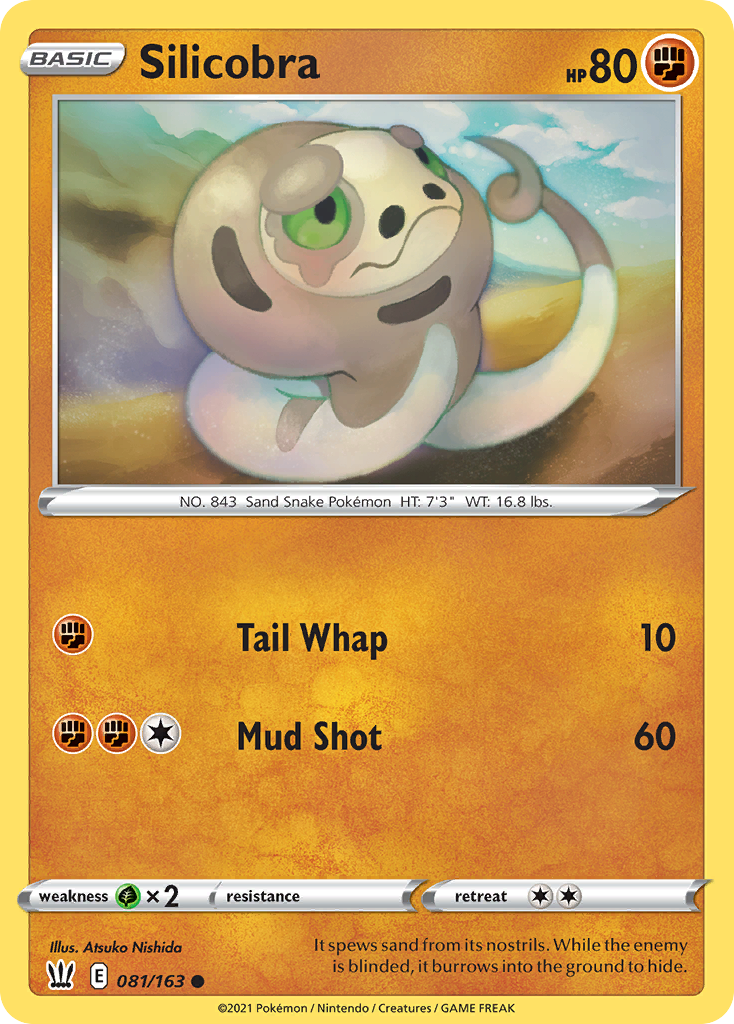 BASIC Silicobra HP 80
NO. 843 Sand Snake Pokémon HT: 7'3" WT: 16.8 lbs.
Tail Whap 10
Mud Shot 60
weakness ×2 resistance retreat
Illus. Atsuko Nishida
It spews sand from its nostrils. While the enemy
is blinded, it burrows into the ground to hide.
E 081/163
©2021 Pokémon / Nintendo / Creatures / GAME FREAK